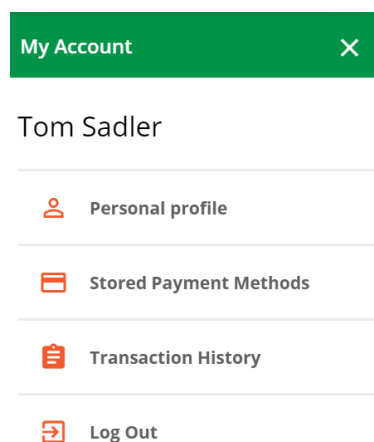 My Account
Tom Sadler
Personal profile
Stored Payment Methods
Transaction History
Log Out